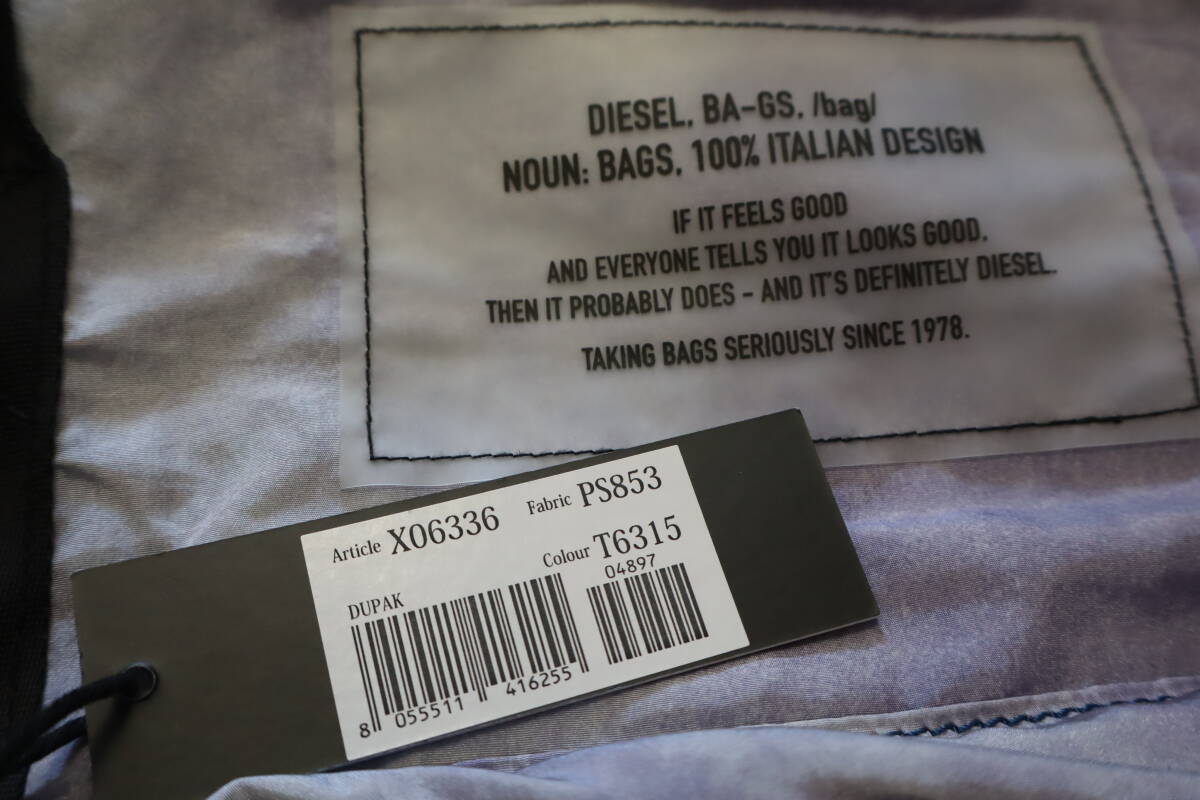 DIESEL, BA-GS. /bag/
NOUN: BAGS, 100% ITALIAN DESIGN
IF IT FEELS GOOD
AND EVERYONE TELLS YOU IT LOOKS GOOD.
THEN IT PROBABLY DOES - AND IT'S DEFINITELY DIESEL.
TAKING BAGS SERIOUSLY SINCE 1978.
Article X06336 Fabric PS853
Colour T6315
DUPAK
04897
8 055511 416255